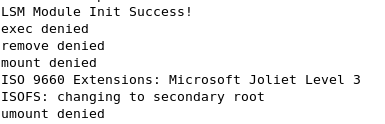 LSM Module Init Success!
exec denied
remove denied
mount denied
ISO 9660 Extensions: Microsoft Joliet Level 3
ISOFS: changing to secondary root
umount denied